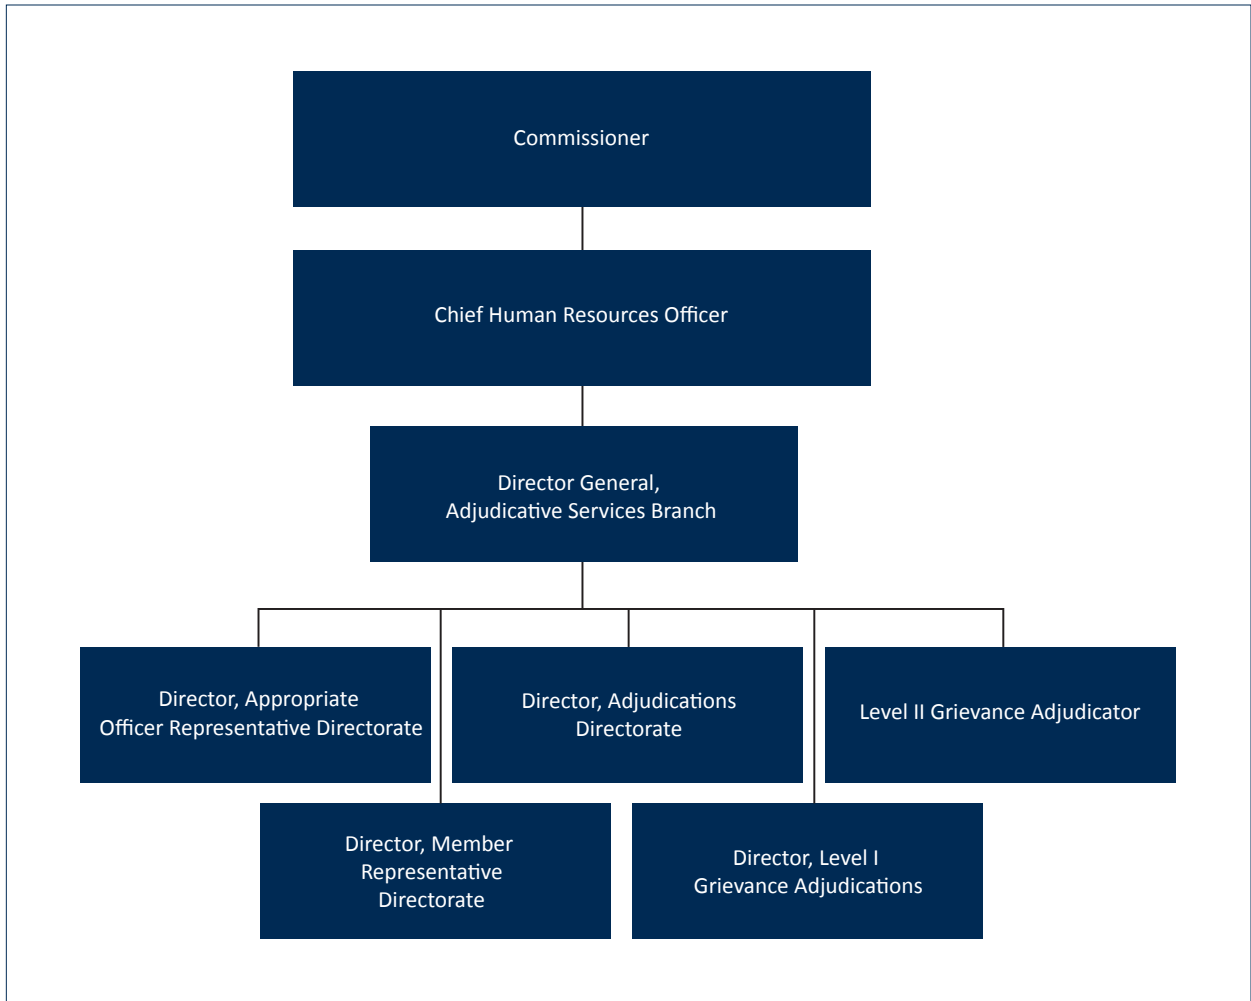 Commissioner
Chief Human Resources Officer
Director General,
Adjudicative Services Branch
Director, Appropriate
Officer Representative Directorate
Director, Adjudications
Directorate
Level II Grievance Adjudicator
Director, Member
Representative
Directorate
Director, Level I
Grievance Adjudications